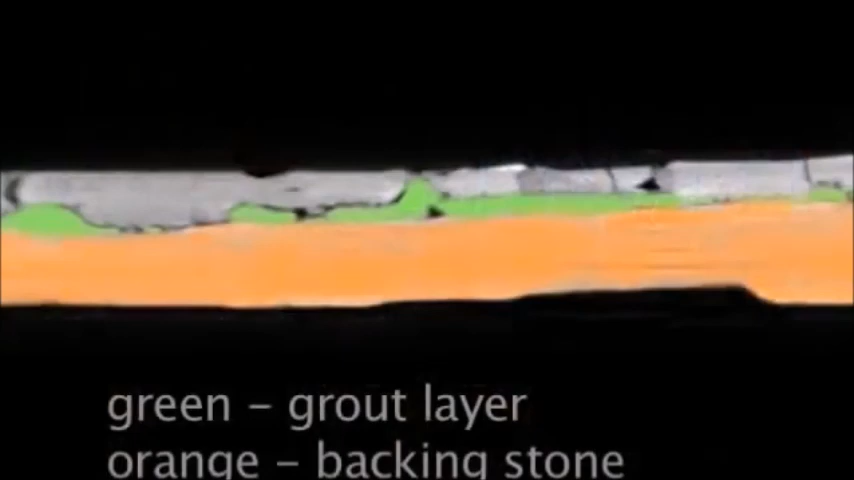 green – grout layer
orange – backing stone